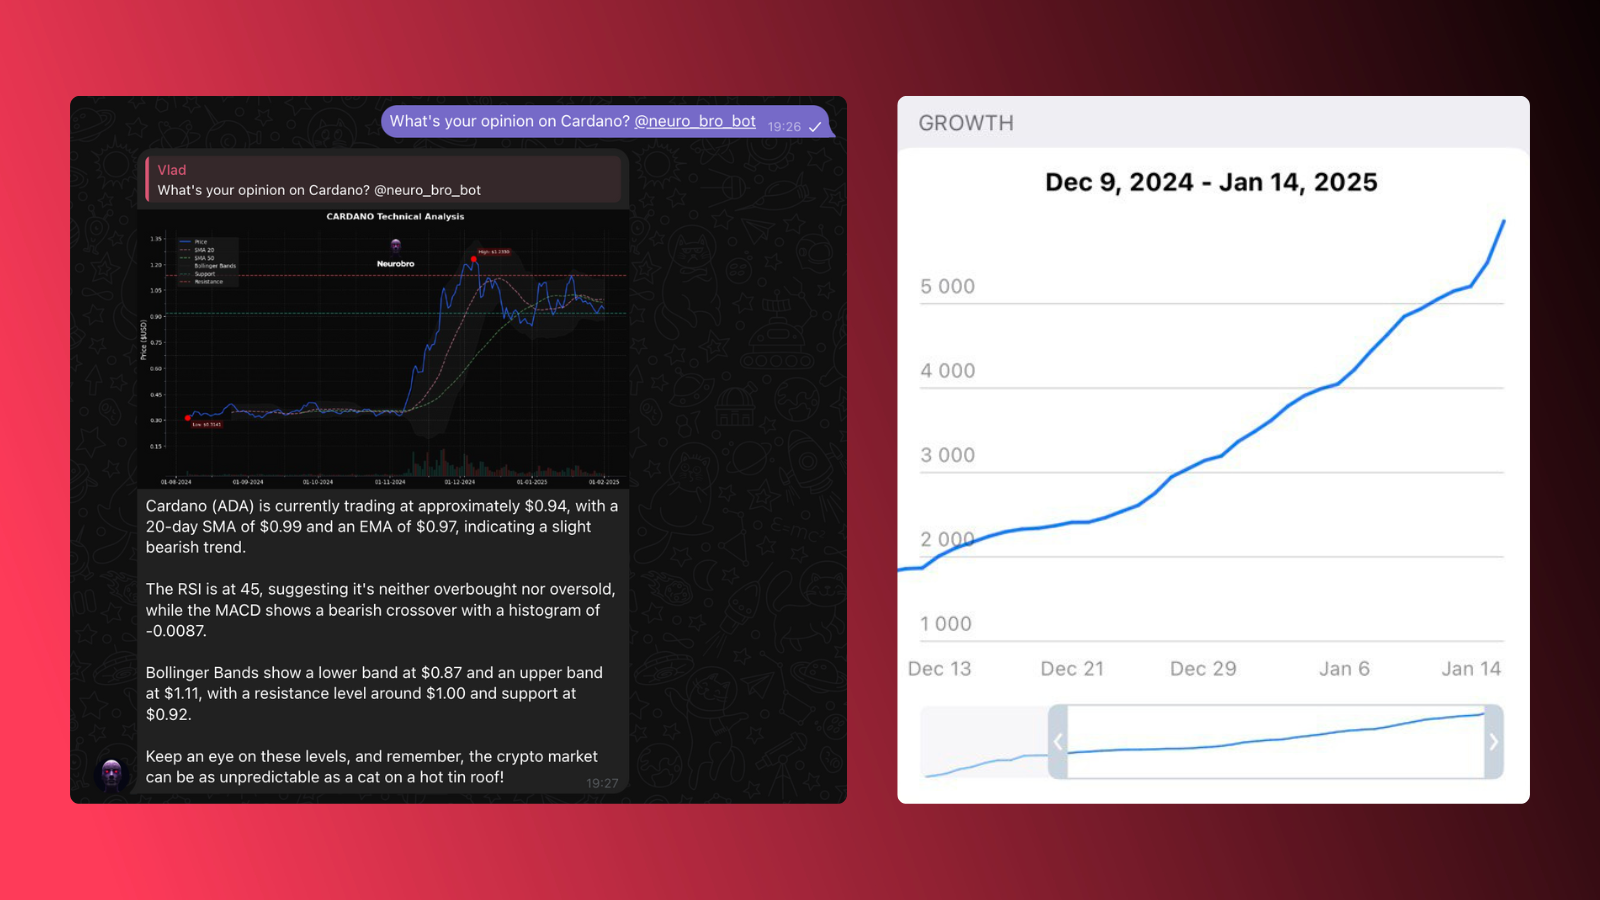 What's your opinion on Cardano? @neuro_bro_bot 19:26
Vlad
What's your opinion on Cardano? @neuro_bro_bot
CARDANO Technical Analysis
Price
SMA 20
SMA 50
Bollinger Bands
Support
Resistance
Neurobro
Price ($USD)
1.35
1.20
1.05
0.90
0.75
0.60
0.45
0.30
0.15
01-08-2024
01-09-2024
01-10-2024
01-11-2024
01-12-2024
01-01-2025
01-02-2025
Cardano (ADA) is currently trading at approximately $0.94, with a
20-day SMA of $0.99 and an EMA of $0.97, indicating a slight
bearish trend.
The RSI is at 45, suggesting it's neither overbought nor oversold,
while the MACD shows a bearish crossover with a histogram of
-0.0087.
Bollinger Bands show a lower band at $0.87 and an upper band
at $1.11, with a resistance level around $1.00 and support at
$0.92.
Keep an eye on these levels, and remember, the crypto market
can be as unpredictable as a cat on a hot tin roof!
19:27
GROWTH
Dec 9, 2024 - Jan 14, 2025
5 000
4 000
3 000
2 000
1 000
Dec 13
Dec 21
Dec 29
Jan 6
Jan 14